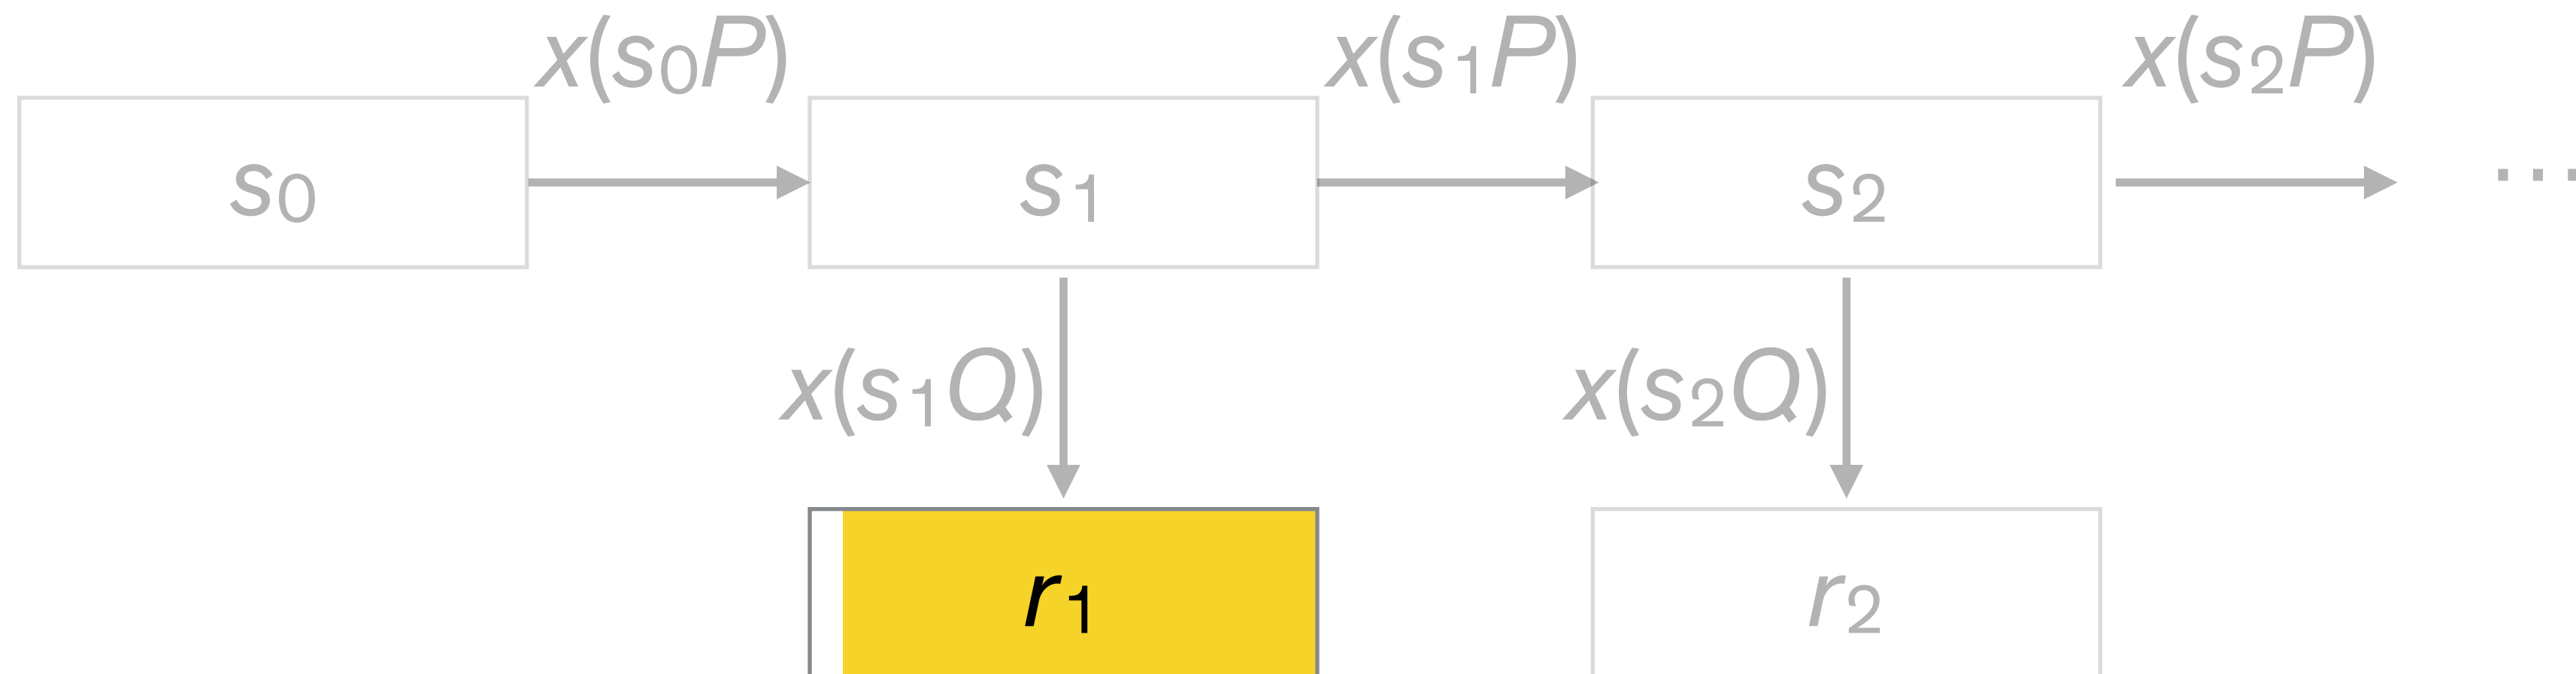 x(s₀P) x(s₁P) x(s₂P)
s₀ s₁ s₂ ...
x(s₁Q) x(s₂Q)
r₁ r₂